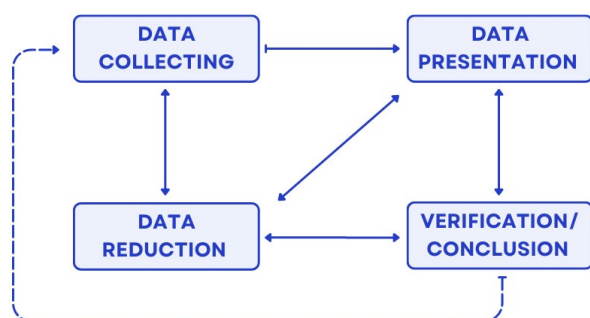 DATA
COLLECTING
DATA
PRESENTATION
DATA
REDUCTION
VERIFICATION/
CONCLUSION